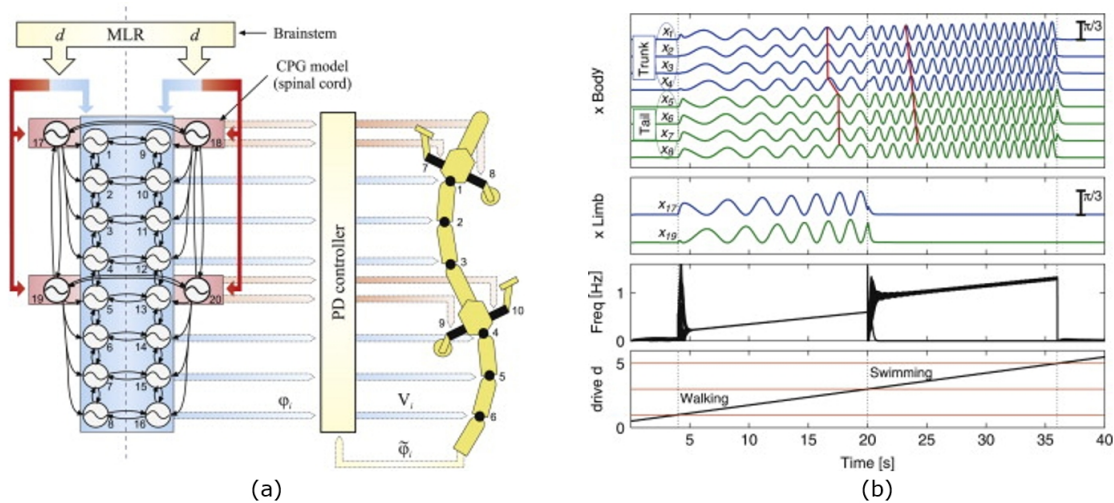 d MLR d
Brainstem
CPG model
(spinal cord)
17 18
1 9
2 10
3 11
4 12
19 20
5 13
6 14
7 15
8 16
φi
PD controller
Vi
φ̃i
7 8
1
2
3
9 10
4
5
6
(a)
x Body
Trunk
Tail
x1
x2
x3
x4
x5
x6
x7
x8
π/3
x Limb
x17
x19
π/3
Freq [Hz]
1
0
drive d
5
0
Walking
Swimming
5 10 15 20 25 30 35 40
Time [s]
(b)